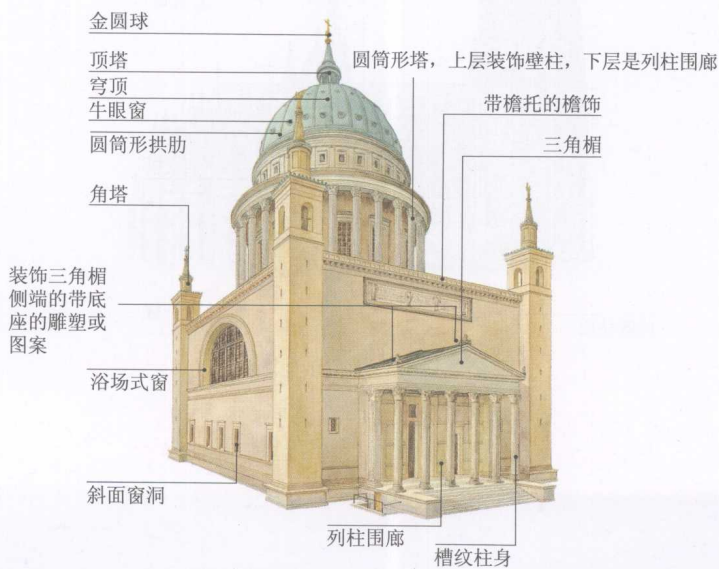 金圆球
顶塔
圆筒形塔，上层装饰壁柱，下层是列柱围廊
穹顶
牛眼窗
带檐托的檐饰
圆筒形拱肋
三角楣
角塔
装饰三角楣
侧端的带底
座的雕塑或
图案
浴场式窗
斜面窗洞
列柱围廊
槽纹柱身